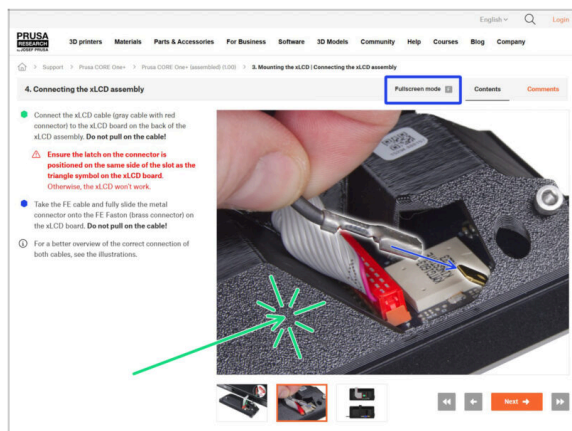 English
Login
PRUSA
RESEARCH
by JOSEF PRUSA
3D printers
Materials
Parts & Accessories
For Business
Software
3D Models
Community
Help
Courses
Blog
Company
Support > Prusa CORE One+ > Prusa CORE One+ (assembled) (1.00) > 3. Mounting the xLCD | Connecting the xLCD assembly
4. Connecting the xLCD assembly
Fullscreen mode F
Contents
Comments
Connect the xLCD cable (gray cable with red
connector) to the xLCD board on the back of the
xLCD assembly. Do not pull on the cable!
Ensure the latch on the connector is
positioned on the same side of the slot as the
triangle symbol on the xLCD board.
Otherwise, the xLCD won't work.
Take the FE cable and fully slide the metal
connector onto the FE Faston (brass connector) on
the xLCD board. Do not pull on the cable!
For a better overview of the correct connection of
both cables, see the illustrations.
Next